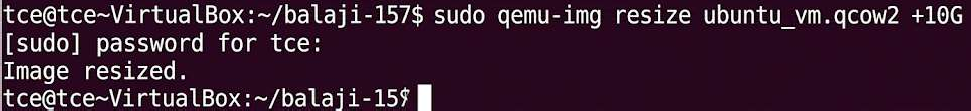 tce@tce~VirtualBox:~/balaji-157$ sudo qemu-img resize ubuntu_vm.qcow2 +10G
[sudo] password for tce:
Image resized.
tce@tce~VirtualBox:~/balaji-15